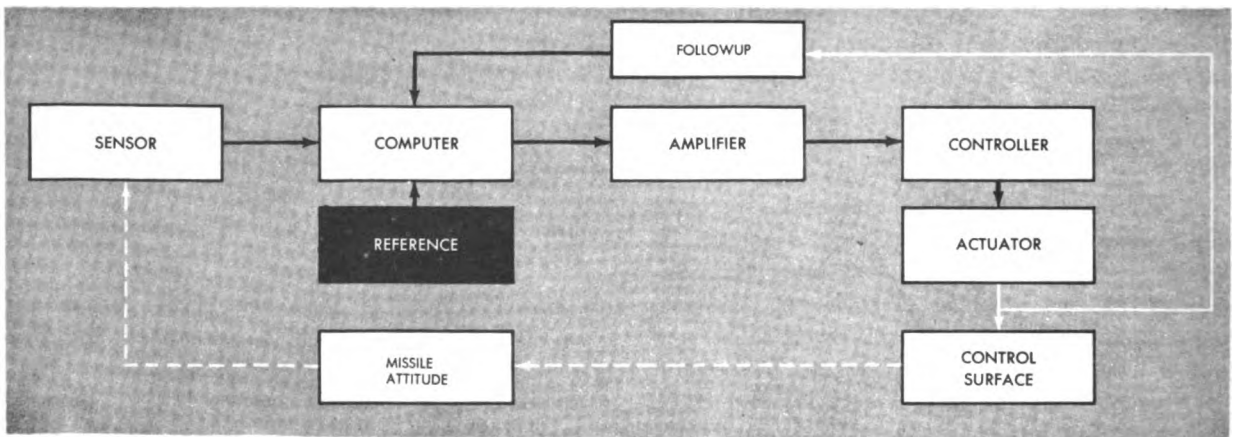 FOLLOWUP
SENSOR
COMPUTER
AMPLIFIER
CONTROLLER
REFERENCE
ACTUATOR
MISSILE
ATTITUDE
CONTROL
SURFACE